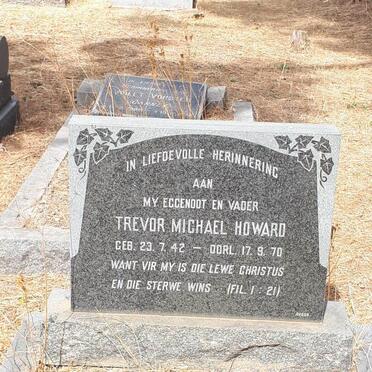 IN LIEFDEVOLLE HERINNERING
AAN
MY EGGENOOT EN VADER
TREVOR MICHAEL HOWARD
GEB. 23. 7. 42 — OORL. 17. 9. 70
WANT VIR MY IS DIE LEWE CHRISTUS
EN DIE STERWE WINS (FIL. 1 : 21)